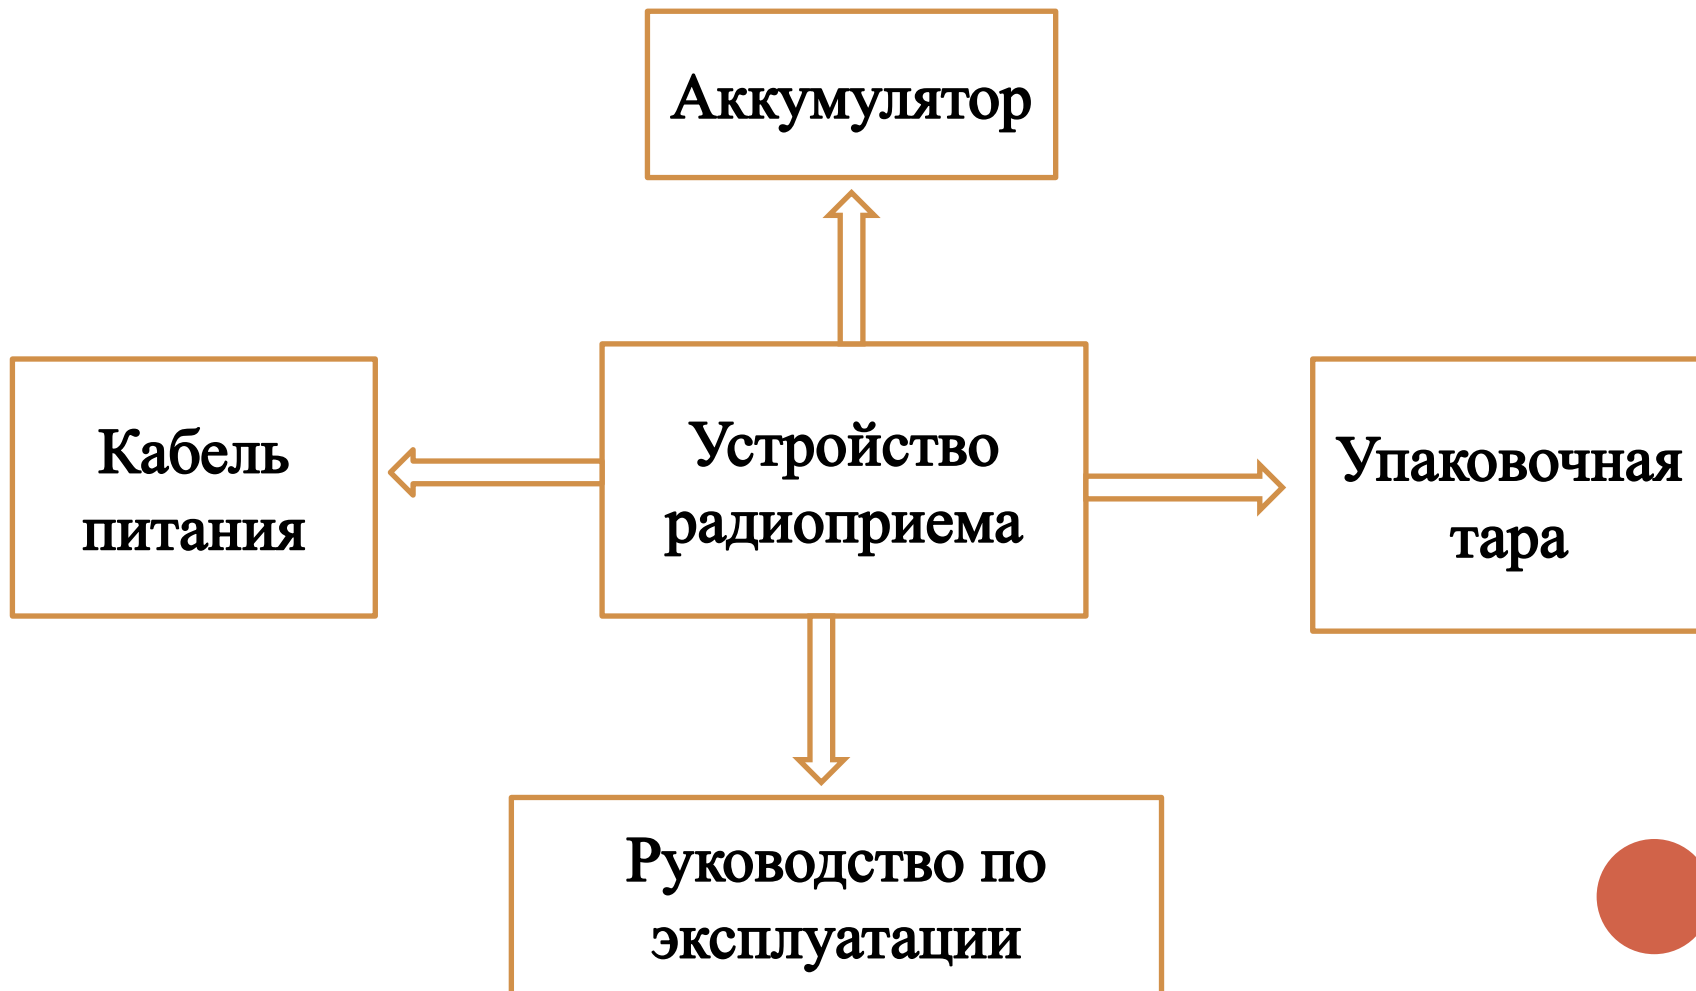 Аккумулятор
Кабель
питания
Устройство
радиоприема
Упаковочная
тара
Руководство по
эксплуатации